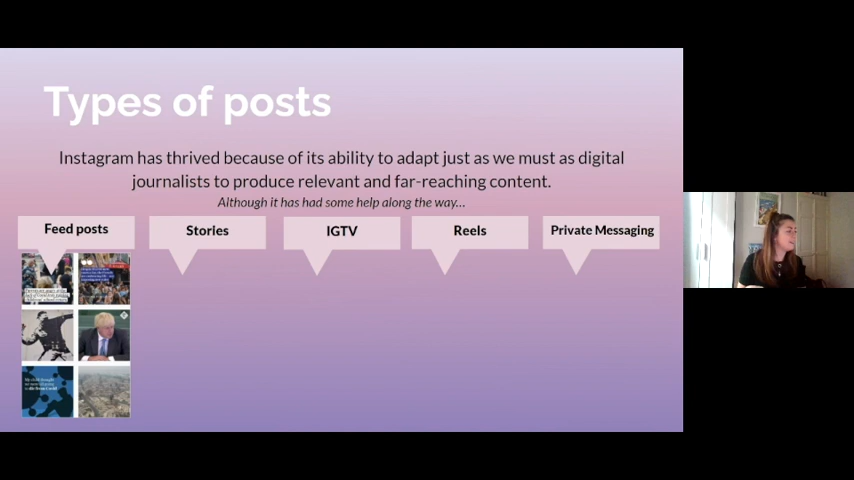 Types of posts
Instagram has thrived because of its ability to adapt just as we must as digital
journalists to produce relevant and far-reaching content.
Although it has had some help along the way...
Feed posts
Stories
IGTV
Reels
Private Messaging